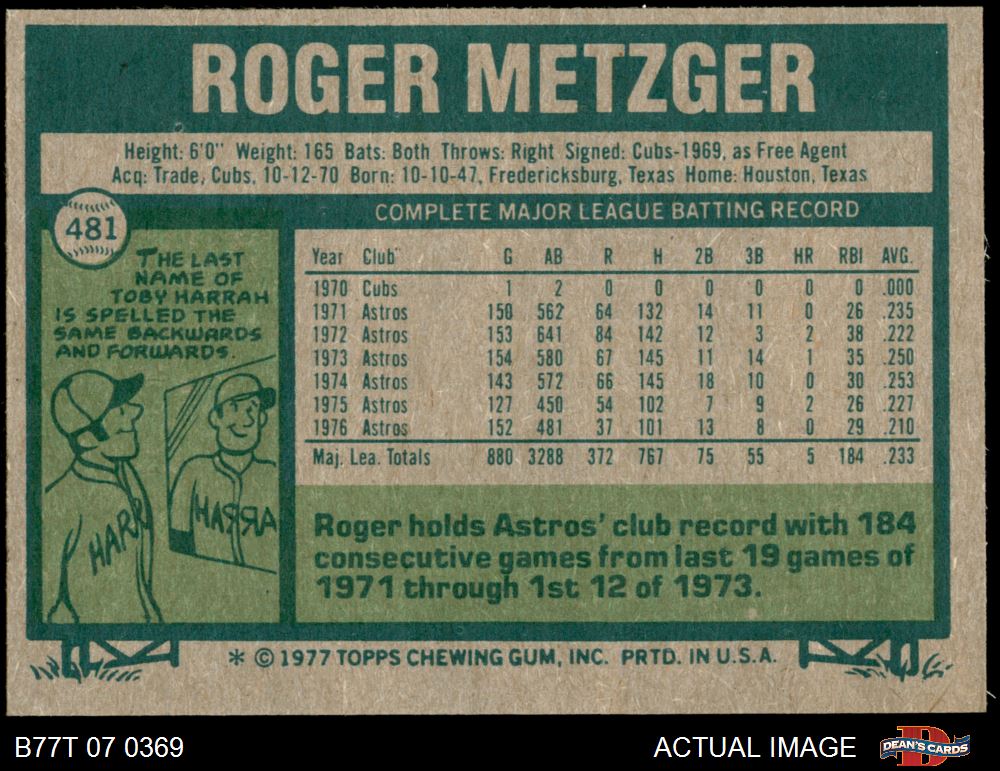 ROGER METZGER
Height: 6'0" Weight: 165 Bats: Both Throws: Right Signed: Cubs-1969, as Free Agent
Acq: Trade, Cubs, 10-12-70 Born: 10-10-47, Fredericksburg, Texas Home: Houston, Texas
481
THE LAST
NAME OF
TOBY HARRAH
IS SPELLED THE
SAME BACKWARDS
AND FORWARDS.
HARR
HARRA
COMPLETE MAJOR LEAGUE BATTING RECORD
Year Club G AB R H 2B 3B HR RBI AVG.
1970 Cubs 1 2 0 0 0 0 0 0 .000
1971 Astros 150 562 64 132 14 11 0 26 .235
1972 Astros 153 641 84 142 12 3 2 38 .222
1973 Astros 154 580 67 145 11 14 1 35 .250
1974 Astros 143 572 66 145 18 10 0 30 .253
1975 Astros 127 450 54 102 7 9 2 26 .227
1976 Astros 152 481 37 101 13 8 0 29 .210
Maj. Lea. Totals 880 3288 372 767 75 55 5 184 .233
Roger holds Astros' club record with 184
consecutive games from last 19 games of
1971 through 1st 12 of 1973.
* © 1977 TOPPS CHEWING GUM, INC. PRTD. IN U.S.A.
B77T 07 0369
ACTUAL IMAGE
DEAN'S CARDS